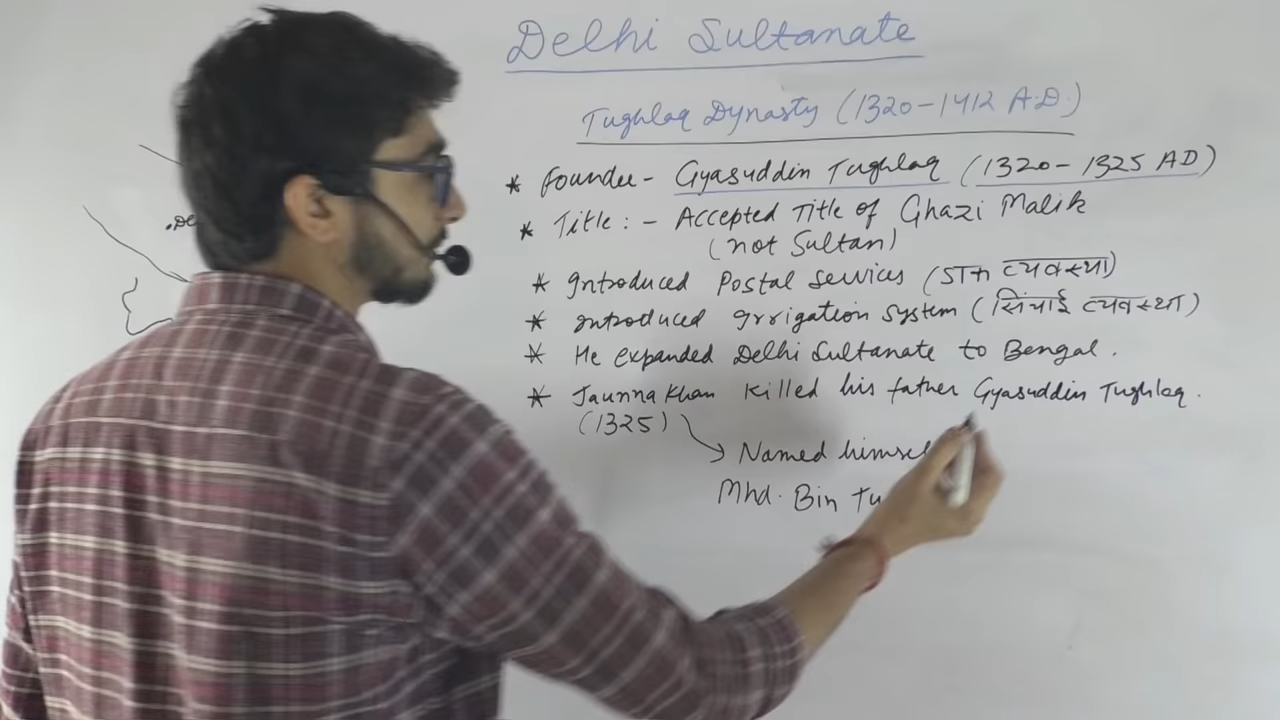 Delhi Sultanate
Tughlaq Dynasty (1320-1412 A.D.)
* Founder - Gyasuddin Tughlaq (1320-1325 AD)
* Title :- Accepted Title of Ghazi Malik
(not Sultan)
* Introduced Postal Services (डाक व्यवस्था)
* Introduced Irrigation System (सिंचाई व्यवस्था)
* He expanded Delhi Sultanate to Bengal.
* Jaunna Khan Killed his father Gyasuddin Tughlaq.
(1325) → Named himsel
Mhd. Bin Tu